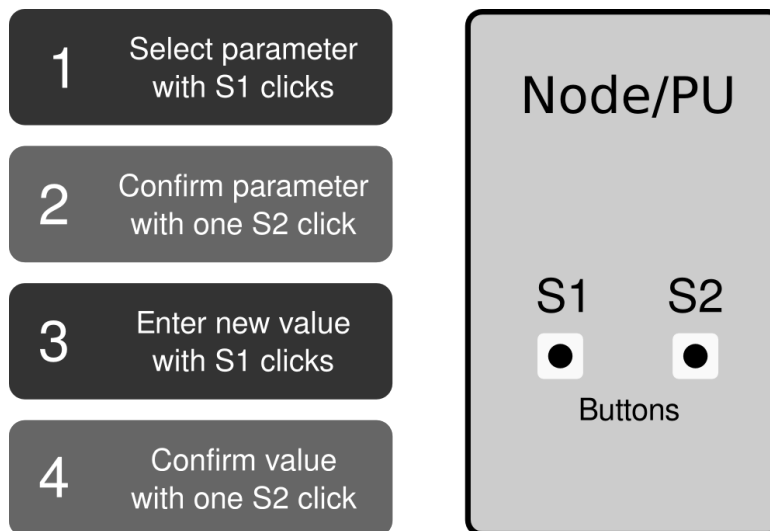 1
Select parameter
with S1 clicks
2
Confirm parameter
with one S2 click
3
Enter new value
with S1 clicks
4
Confirm value
with one S2 click
Node/PU
S1 S2
Buttons